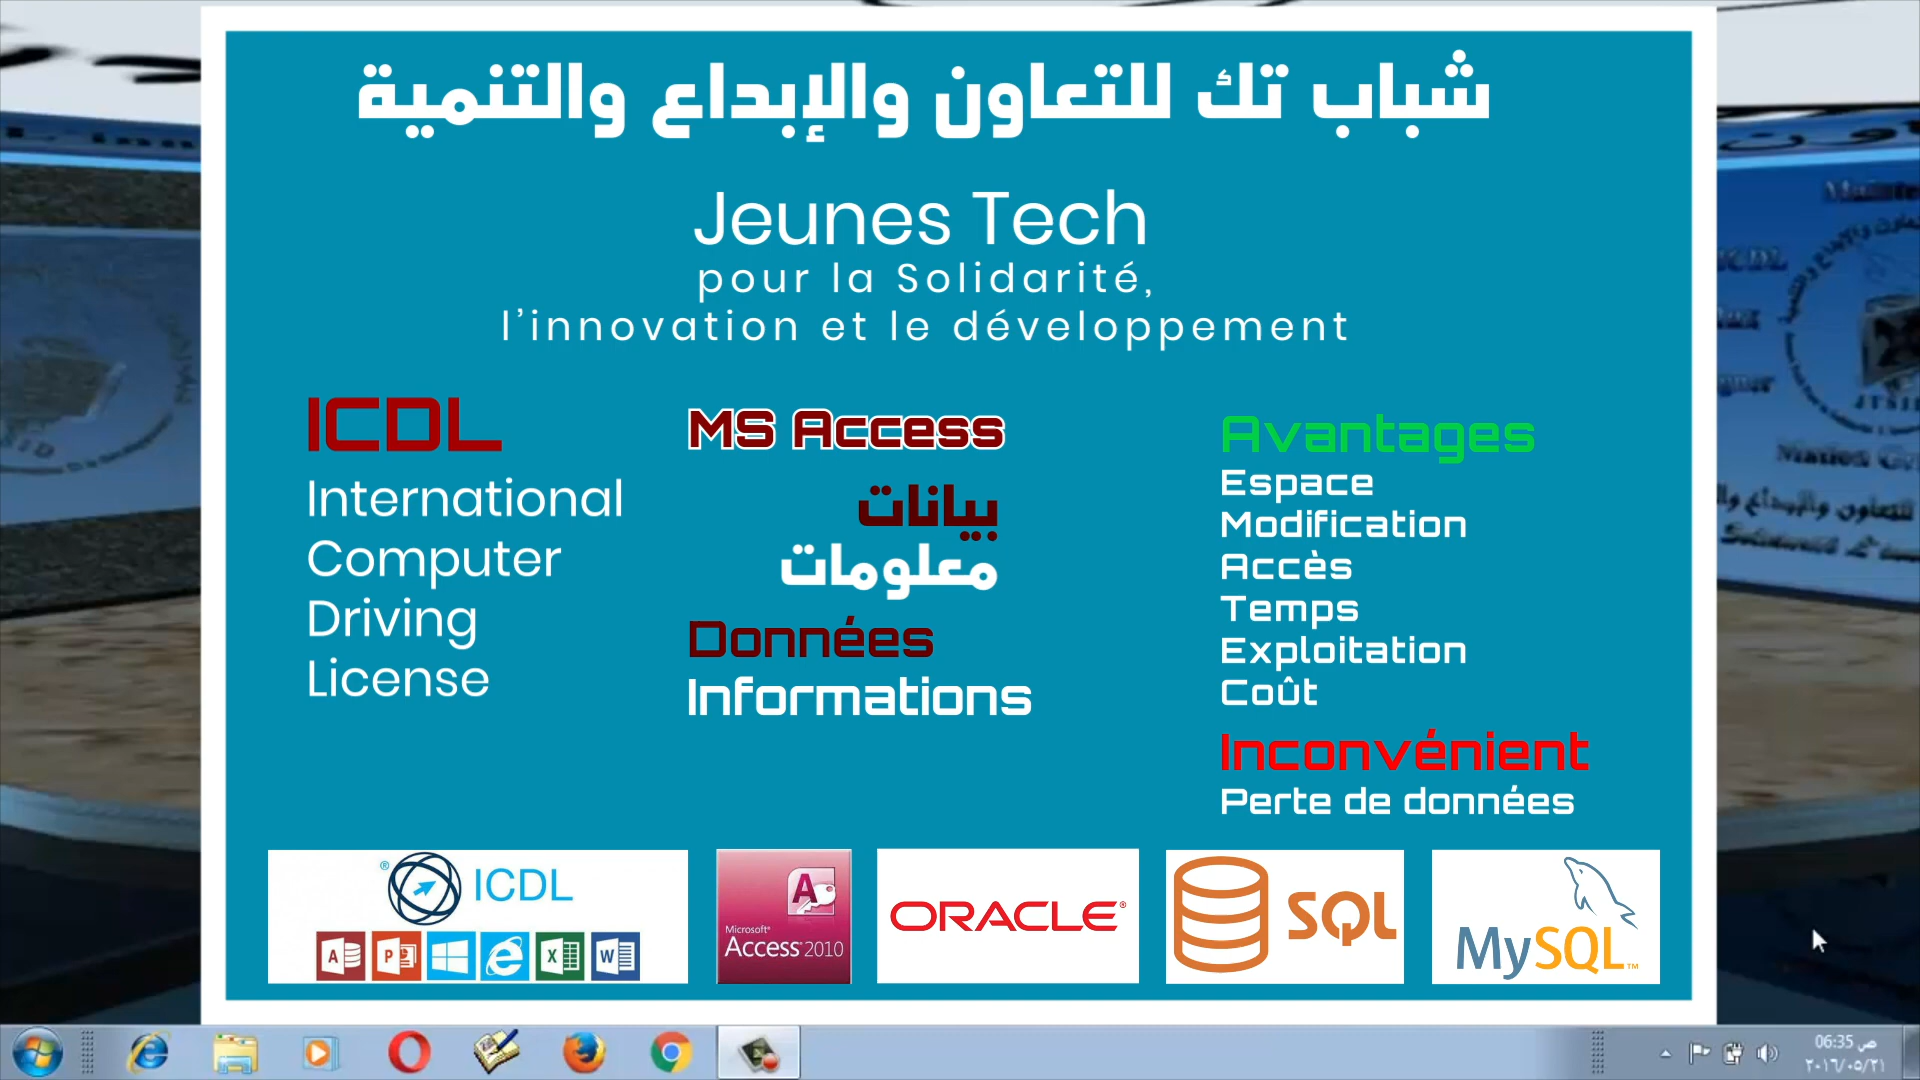 شباب تك للتعاون والإبداع والتنمية
Jeunes Tech
pour la Solidarité,
l'innovation et le développement
ICDL
International
Computer
Driving
License
MS Access
بيانات
معلومات
Données
Informations
Avantages
Espace
Modification
Accès
Temps
Exploitation
Coût
Inconvénient
Perte de données
® ICDL
Microsoft®
Access 2010
ORACLE®
SQL
MySQL™
06:35 ص
٢٠١٦/٠٥/٢١